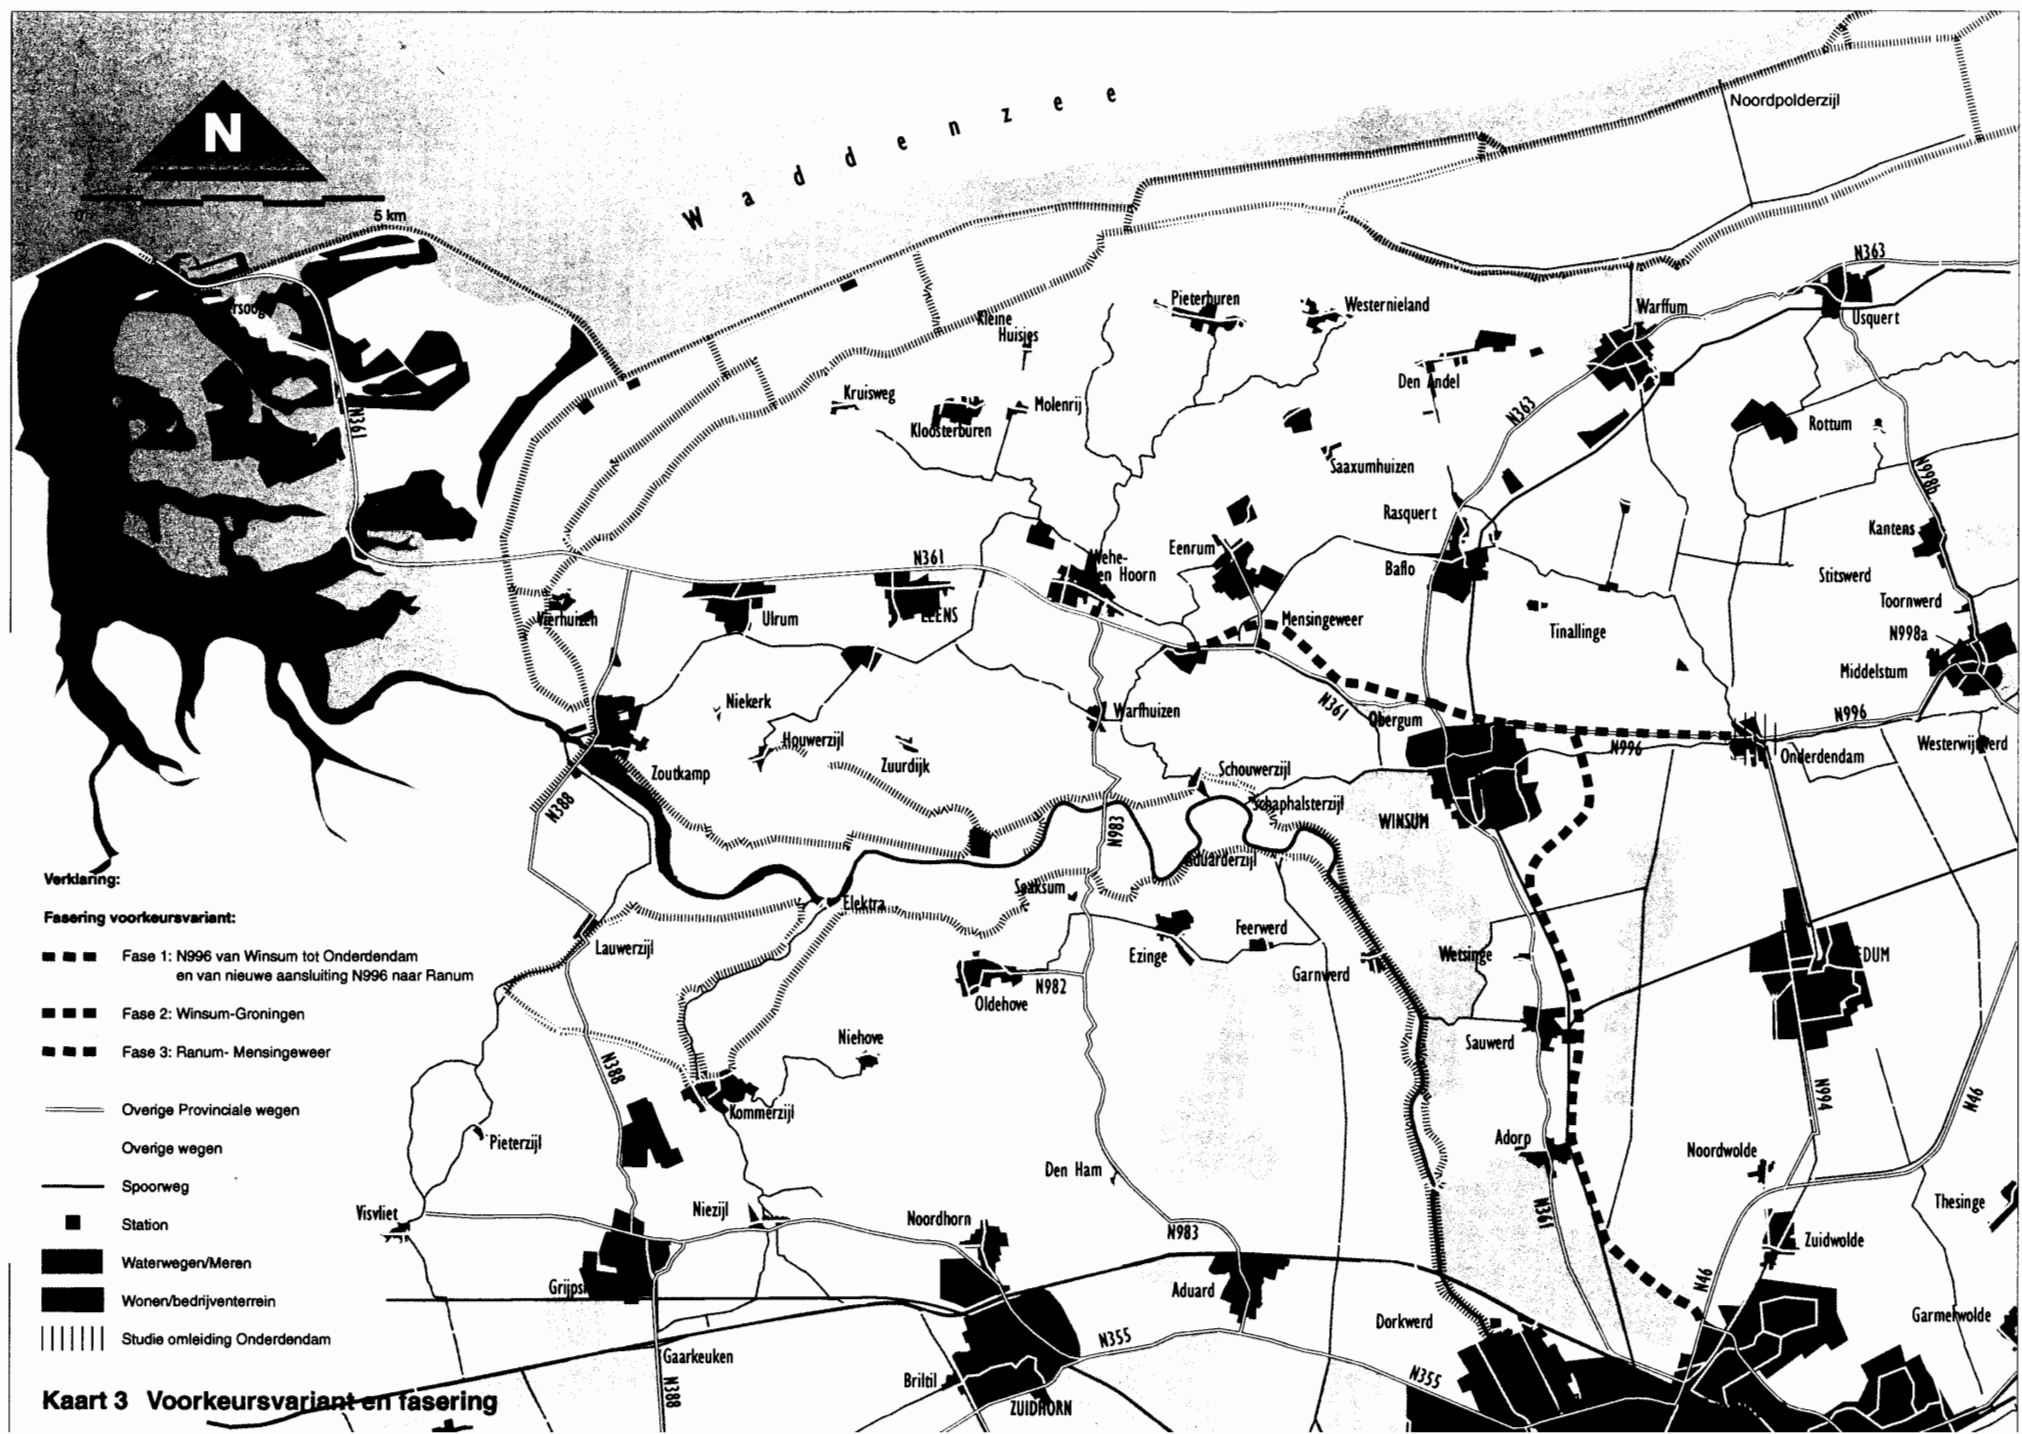 Noordpolderzijl
Waddenzee
N
0
5 km
N363
Pieterburen
Westernieland
Warffum
Usquert
Kleine
Huisjes
N361
Den Andel
Kruisweg
Molenrij
N363
Kloosterburen
Rottum
Saaxumhuizen
N998b
Rasquert
Kantens
N361
Eenrum
Wehe-
den Hoorn
Baflo
Stitswerd
Toornwerd
Vierhuizen
Ulrum
LEENS
Mensingeweer
Tinallinge
N998a
Middelstum
Niekerk
Warfhuizen
N361
Obergum
N996
Houwerzijl
N996
Westerwijtwerd
Zoutkamp
Zuurdijk
Schouwerzijl
Onderdendam
N388
Schaphalsterzijl
WINSUM
N983
Aduarderzijl
Verklaring:
Saaksum
Fasering voorkeursvariant:
Elektra
Feerwerd
Lauwerzijl
Ezinge
Wetsinge
DUM
Fase 1: N996 van Winsum tot Onderdendam
en van nieuwe aansluiting N996 naar Ranum
Garnwerd
N982
Oldehove
Fase 2: Winsum-Groningen
Niehove
Sauwerd
Fase 3: Ranum- Mensingeweer
N388
N994
N46
Overige Provinciale wegen
Kommerzijl
Pieterzijl
Adorp
Overige wegen
Noordwolde
Den Ham
Spoorweg
Thesinge
Visvliet
Niezijl
Noordhorn
N361
Station
N983
Zuidwolde
Waterwegen/Meren
N46
Grijps
Aduard
Wonen/bedrijventerrein
Dorkwerd
Garmerwolde
Studie omleiding Onderdendam
N355
Gaarkeuken
N355
Briltil
N388
Kaart 3 Voorkeursvariant en fasering
ZUIDHORN